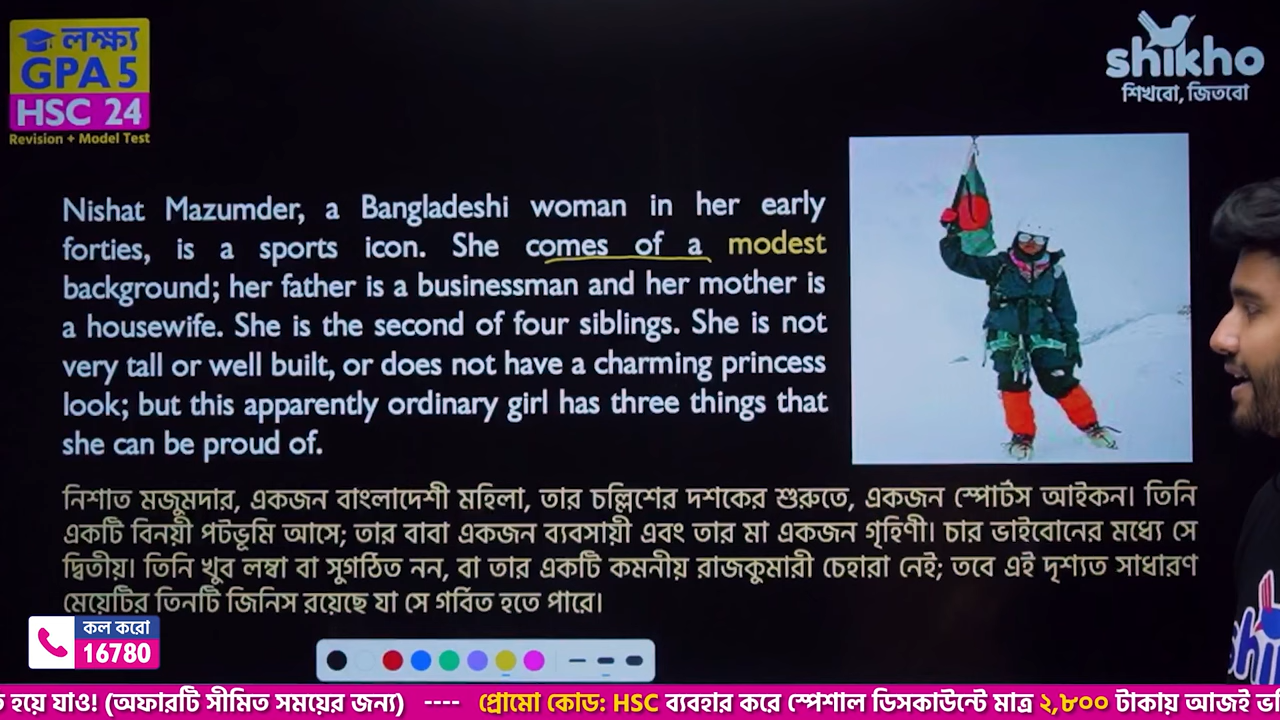 লক্ষ্য
GPA 5
HSC 24
Revision + Model Test
shikho
শিখবো, জিতবো
Nishat Mazumder, a Bangladeshi woman in her early
forties, is a sports icon. She comes of a modest
background; her father is a businessman and her mother is
a housewife. She is the second of four siblings. She is not
very tall or well built, or does not have a charming princess
look; but this apparently ordinary girl has three things that
she can be proud of.
নিশাত মজুমদার, একজন বাংলাদেশী মহিলা, তার চল্লিশের দশকের শুরুতে, একজন স্পোর্টস আইকন। তিনি
একটি বিনয়ী পটভূমি আসে; তার বাবা একজন ব্যবসায়ী এবং তার মা একজন গৃহিণী। চার ভাইবোনের মধ্যে সে
দ্বিতীয়। তিনি খুব লম্বা বা সুগঠিত নন, বা তার একটি কমনীয় রাজকুমারী চেহারা নেই; তবে এই দৃশ্যত সাধারণ
মেয়েটির তিনটি জিনিস রয়েছে যা সে গর্বিত হতে পারে।
কল করো
16780
হয়ে যাও! (অফারটি সীমিত সময়ের জন্য) ---- প্রোমো কোড: HSC ব্যবহার করে স্পেশাল ডিসকাউন্টে মাত্র ২,৮০০ টাকায় আজই